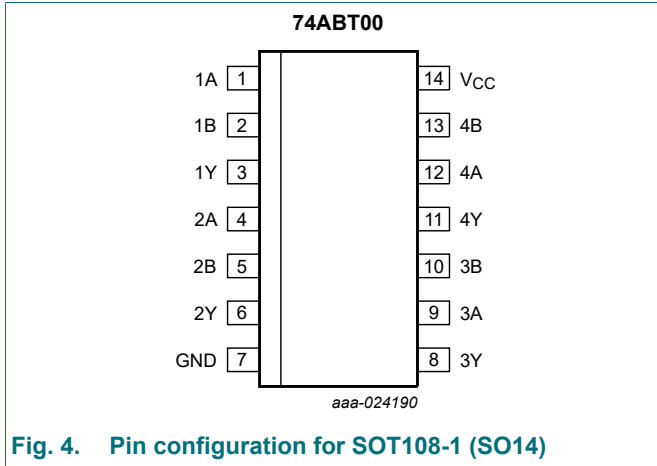 74ABT00
1A 1 14 VCC
1B 2 13 4B
1Y 3 12 4A
2A 4 11 4Y
2B 5 10 3B
2Y 6 9 3A
GND 7 8 3Y
aaa-024190
Fig. 4. Pin configuration for SOT108-1 (SO14)